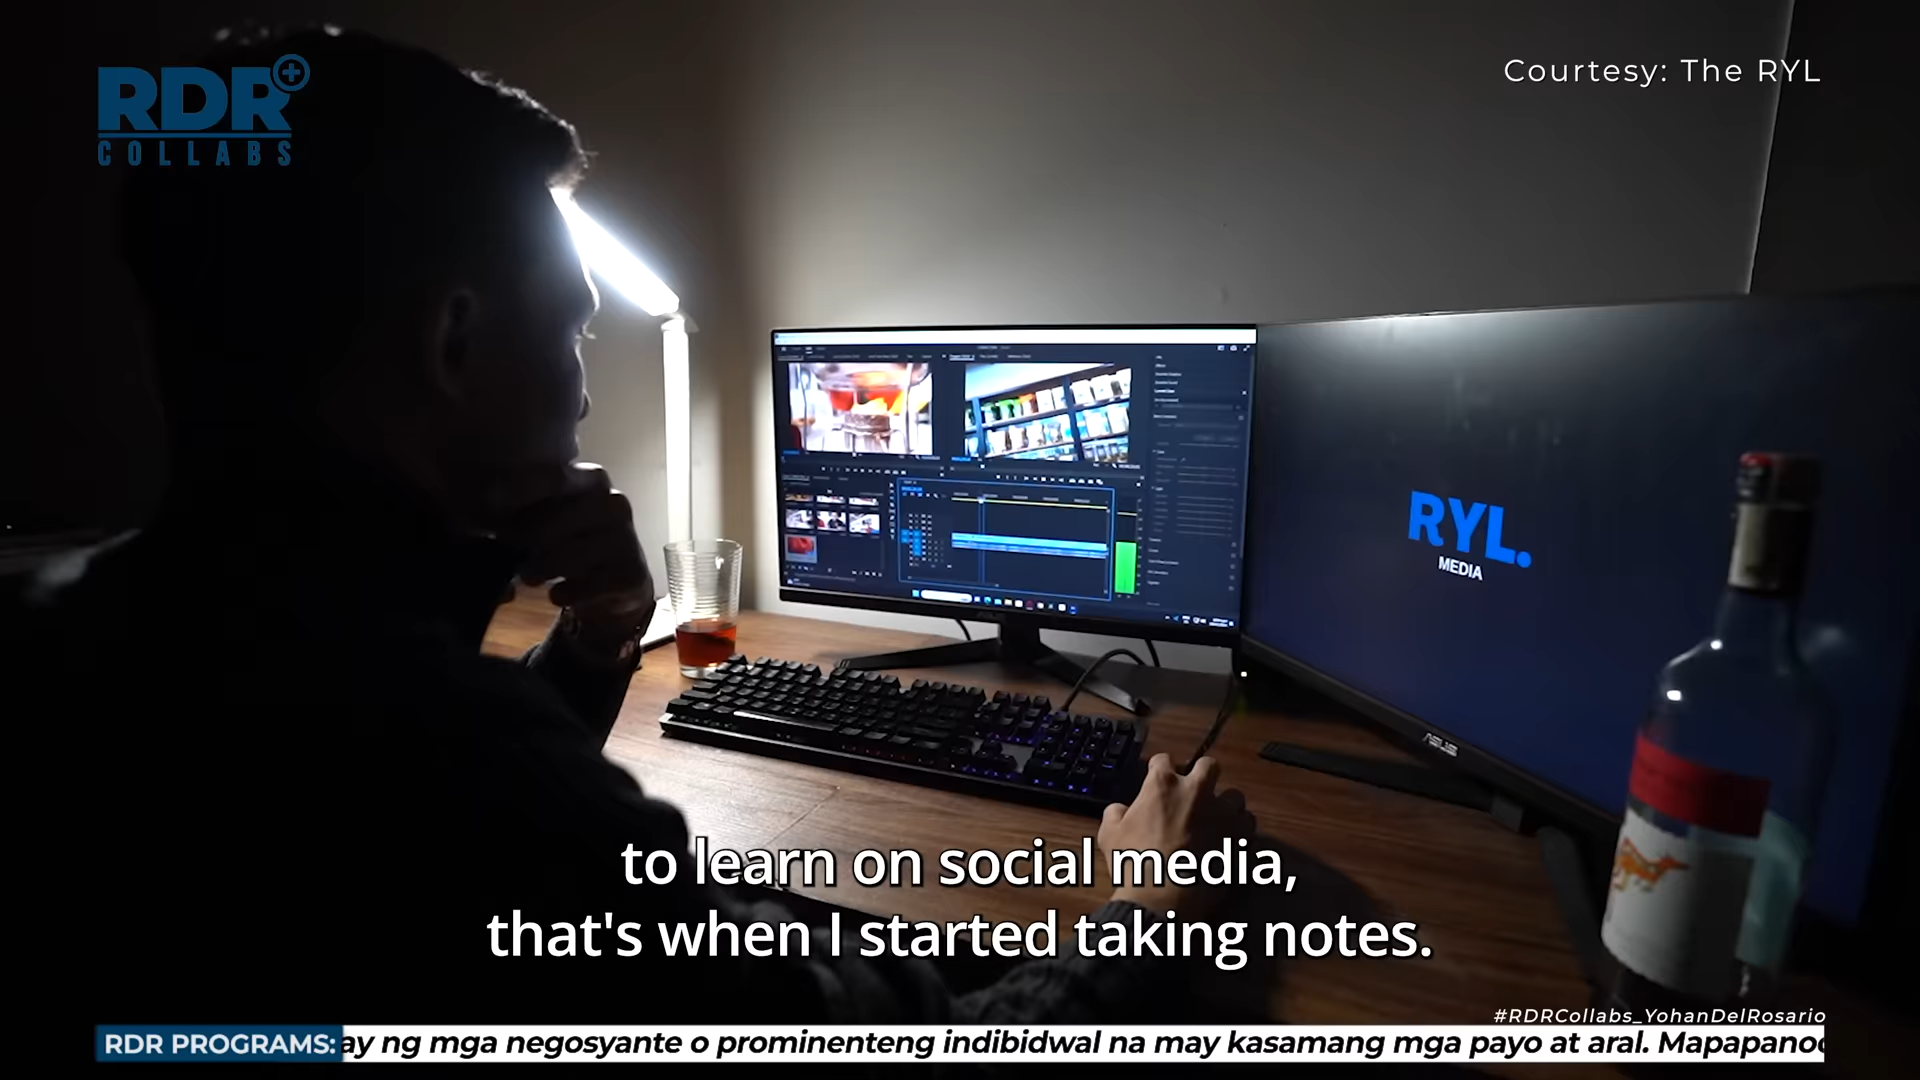 RDR+
COLLABS
Courtesy: The RYL
RYL.
MEDIA
ASUS
to learn on social media,
that's when I started taking notes.
#RDRCollabs_YohanDelRosario
RDR PROGRAMS: ay ng mga negosyante o prominenteng indibidwal na may kasamang mga payo at aral. Mapapanoo